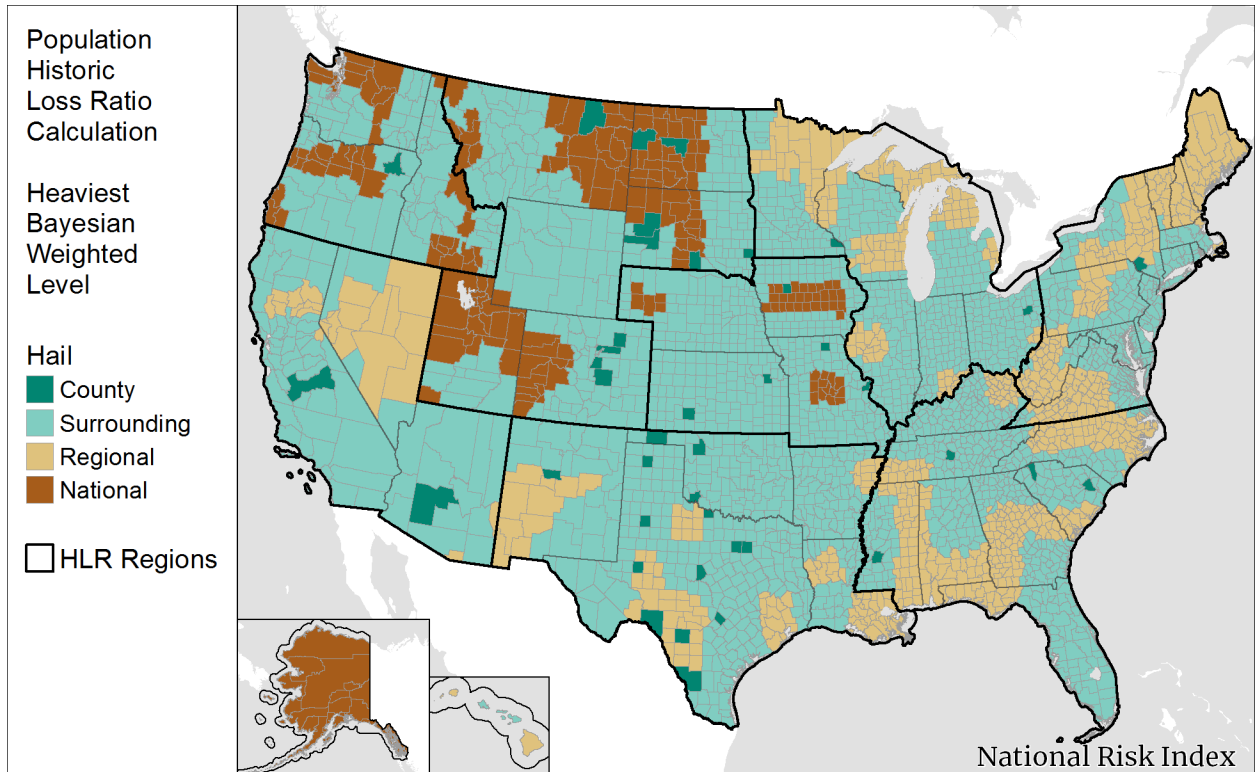 Population
Historic
Loss Ratio
Calculation
Heaviest
Bayesian
Weighted
Level
Hail
County
Surrounding
Regional
National
HLR Regions
National Risk Index